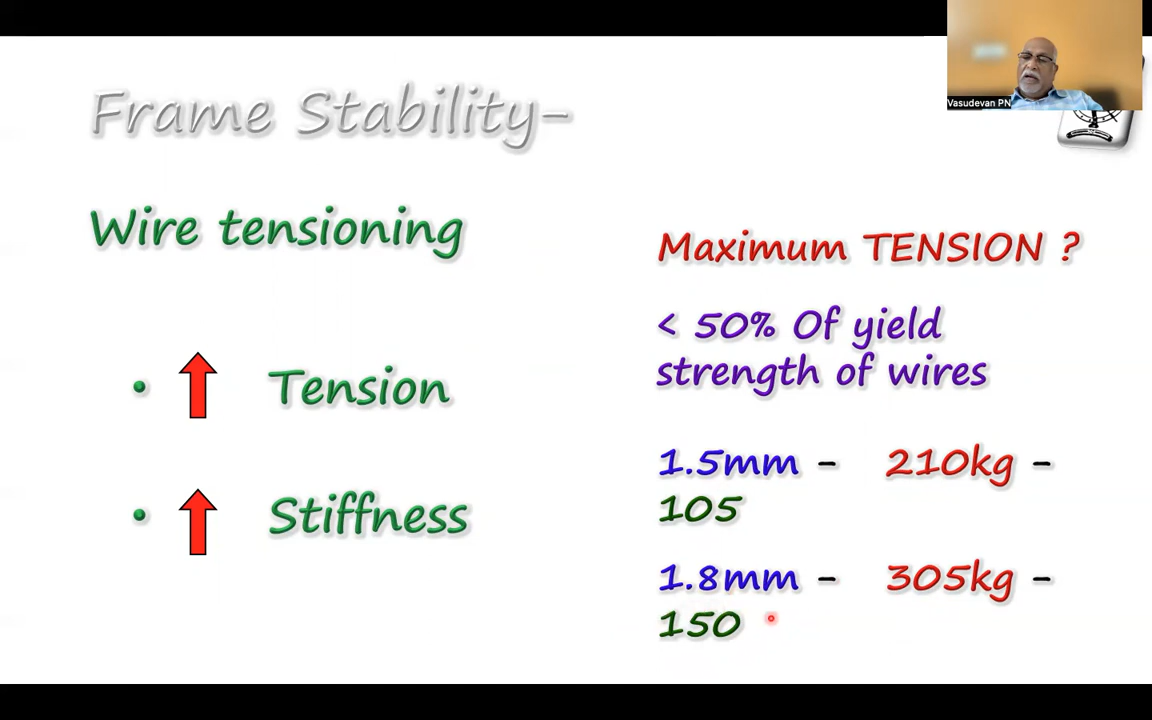 Frame Stability-
Wire tensioning
• Tension
• Stiffness
Maximum TENSION ?
< 50% Of yield
strength of wires
1.5mm - 210kg -
105
1.8mm - 305kg -
150
Vasudevan PN